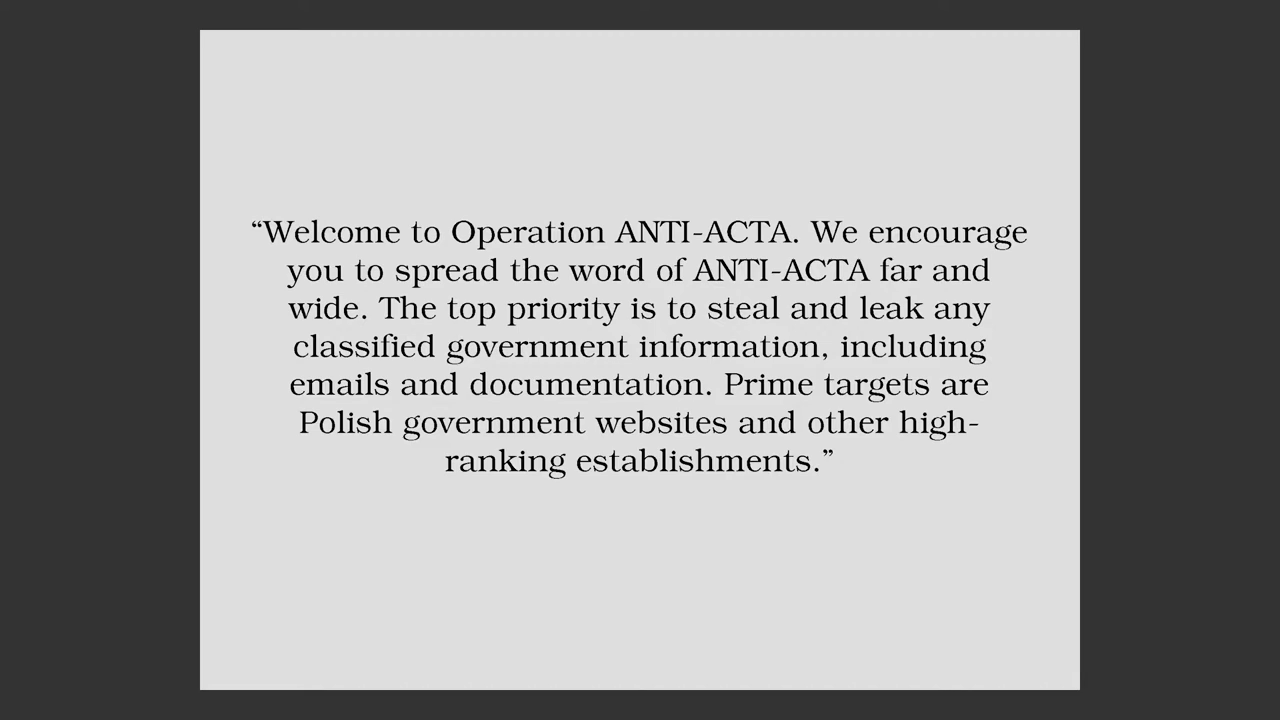 “Welcome to Operation ANTI-ACTA. We encourage
you to spread the word of ANTI-ACTA far and
wide. The top priority is to steal and leak any
classified government information, including
emails and documentation. Prime targets are
Polish government websites and other high-
ranking establishments.”